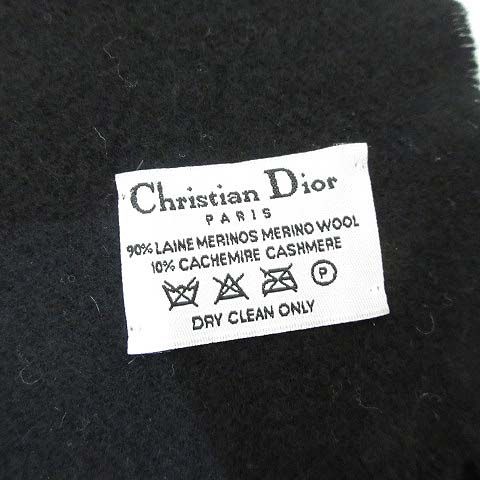 Christian Dior
PARIS
90% LAINE MERINOS MERINO WOOL
10% CACHEMIRE CASHMERE
P
DRY CLEAN ONLY